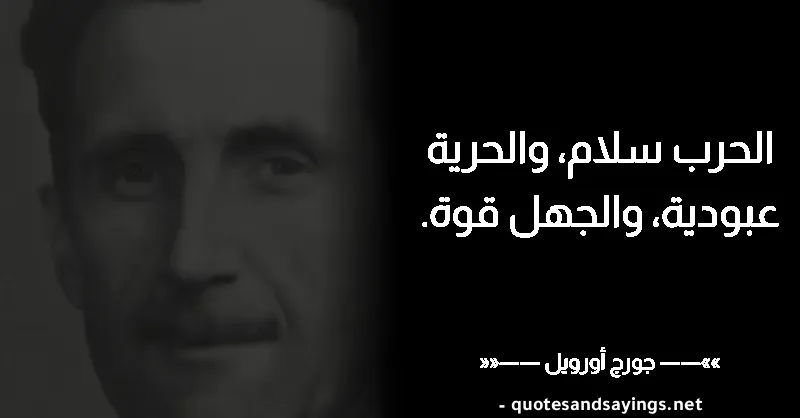 الحرب سلام، والحرية
عبودية، والجهل قوة.
»——— جورج أورويل ———«
- quotesandsayings.net